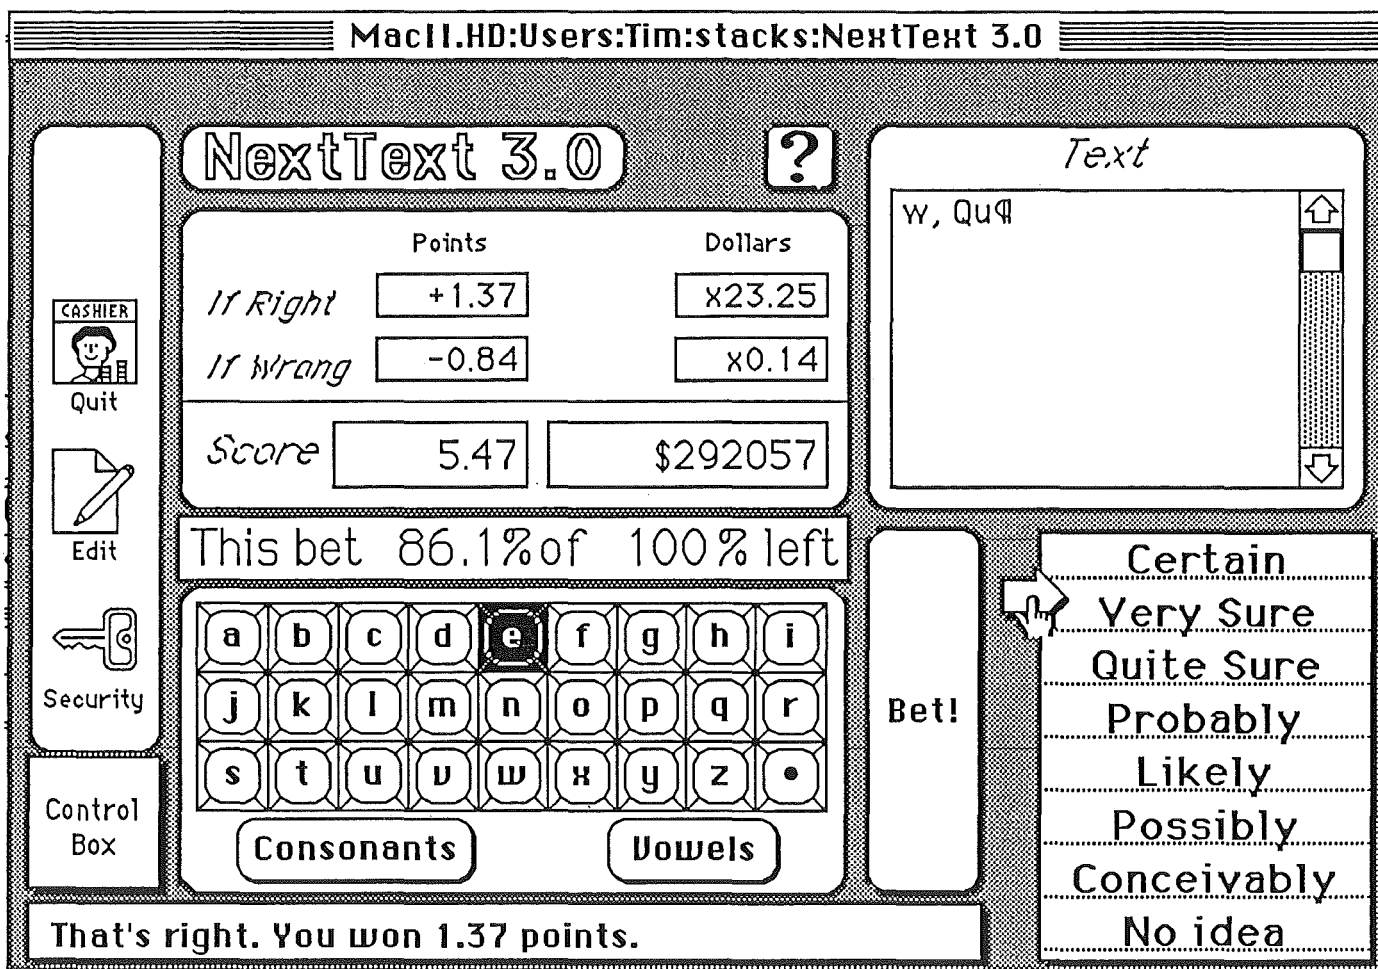 MacII.HD:Users:Tim:stacks:NextText 3.0
NextText 3.0
?
Text
w, Qu¶
Points Dollars
If Right +1.37 x23.25
If Wrong -0.84 x0.14
Score 5.47 $292057
CASHIER
Quit
Edit
Security
Control
Box
This bet 86.1% of 100% left
a b c d e f g h i
j k l m n o p q r
s t u v w x y z •
Consonants Vowels
Bet!
Certain
Very Sure
Quite Sure
Probably
Likely
Possibly
Conceivably
No idea
That's right. You won 1.37 points.